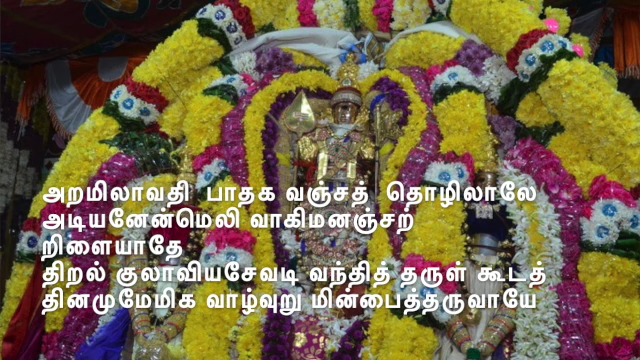 அறமிலாவதி பாதக வஞ்சத் தொழிலாலே
அடியனேன்மெலி வாகிமனஞ்சற்
றிளையாதே
திறல் குலாவியசேவடி வந்தித் தருள் கூடத்
தினமுமேமிக வாழ்வுறு மின்பைத்தருவாயே